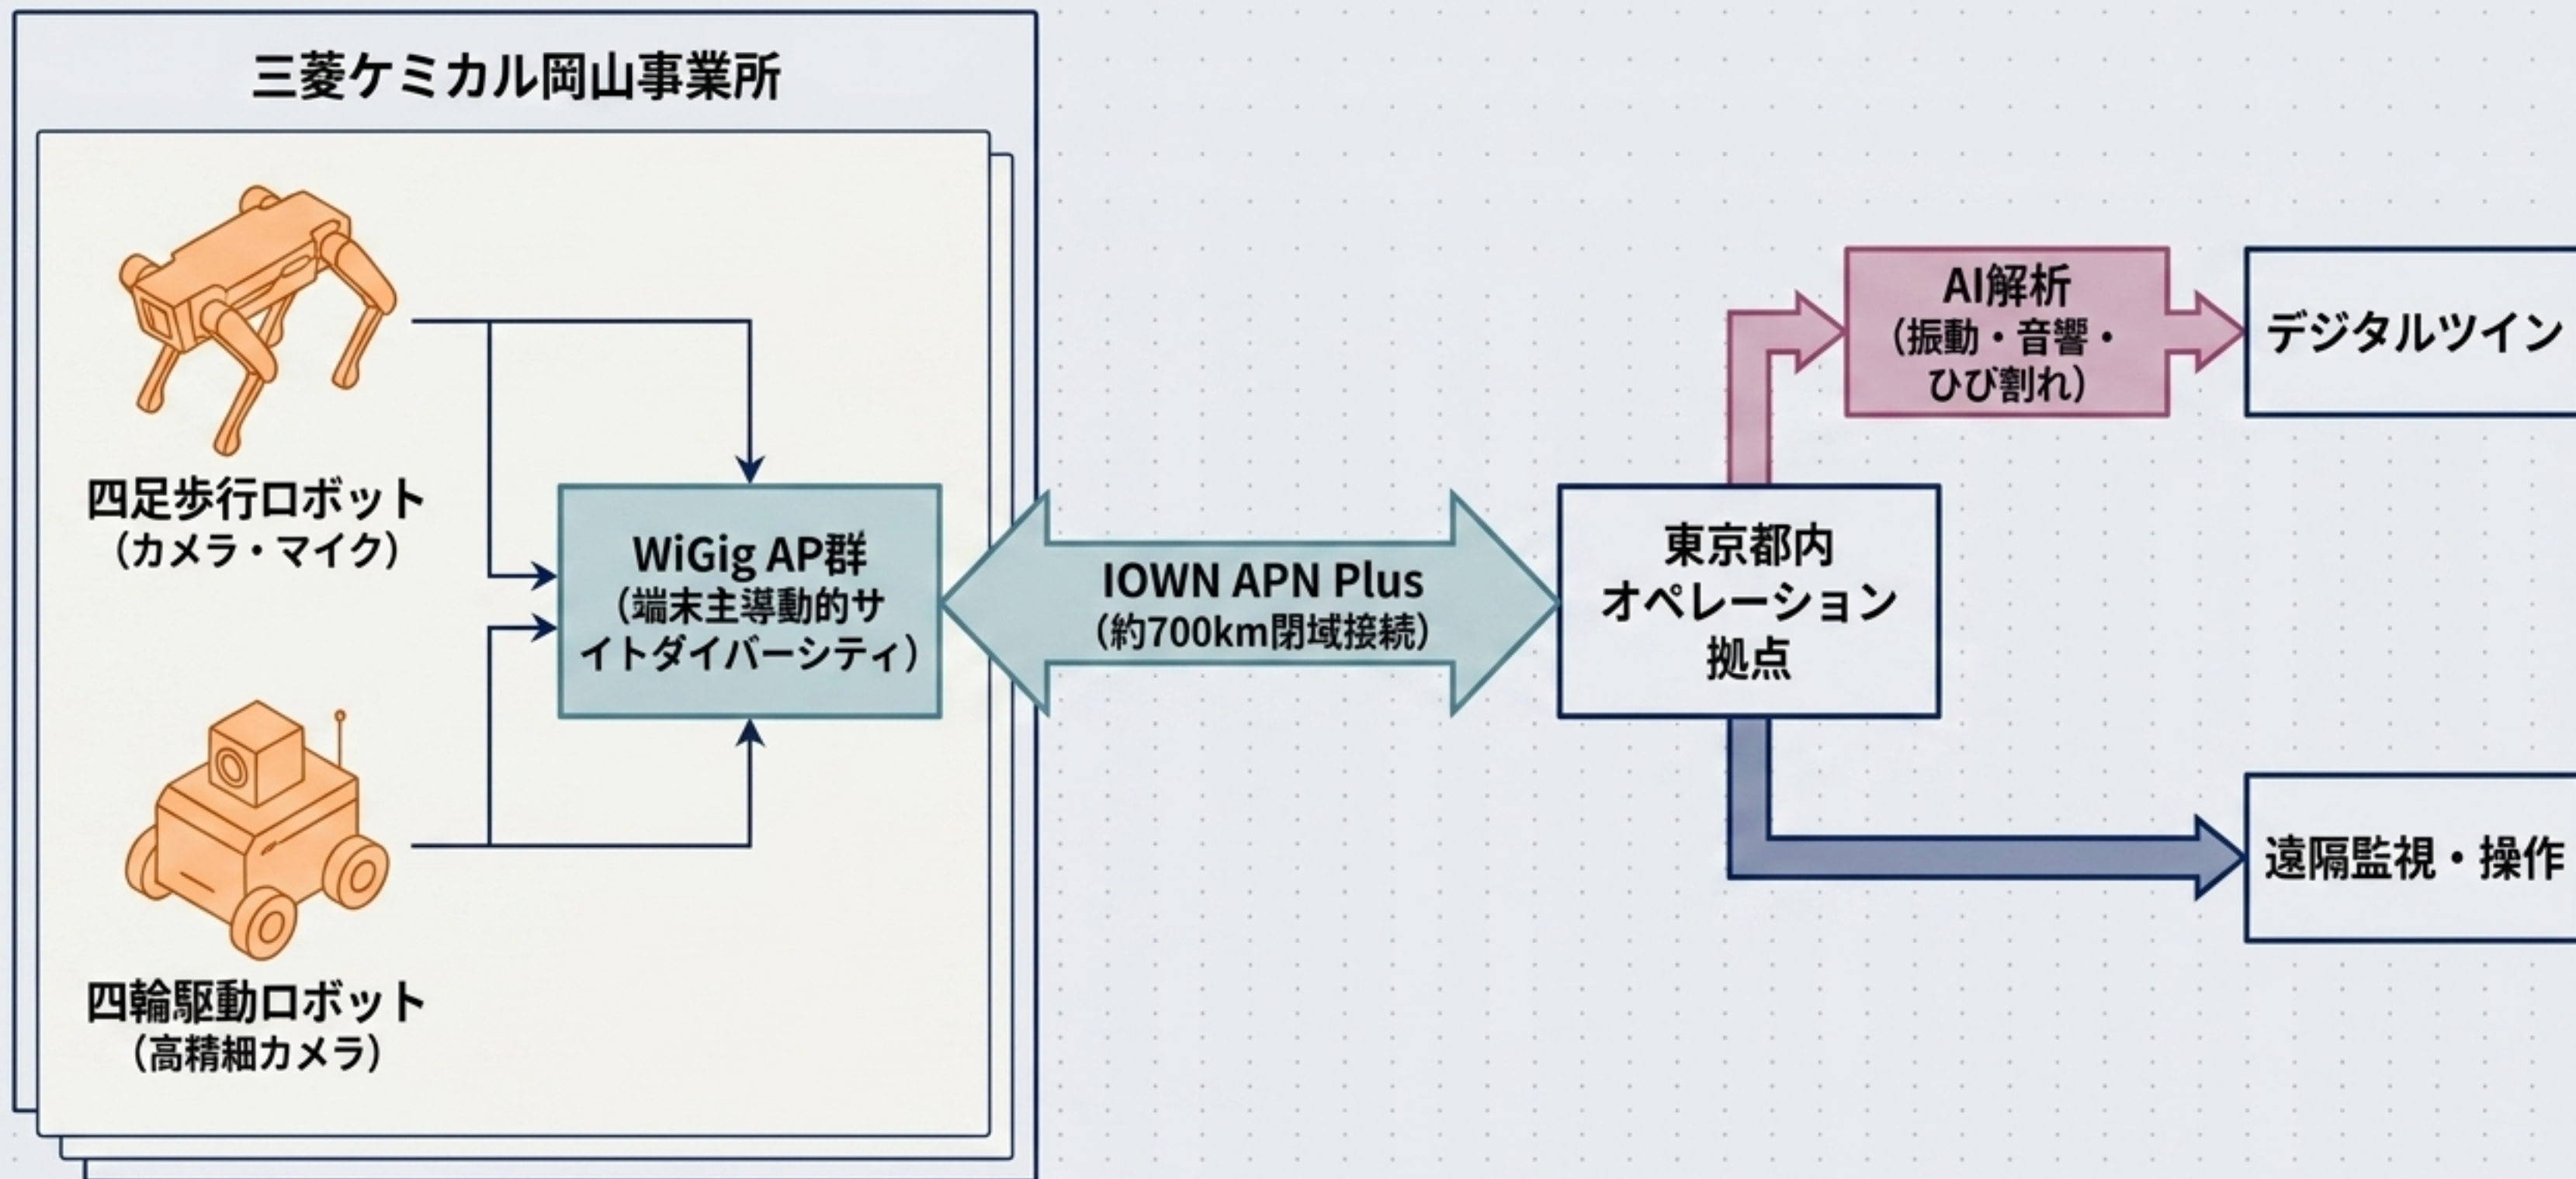 三菱ケミカル岡山事業所
四足歩行ロボット
（カメラ・マイク）
四輪駆動ロボット
（高精細カメラ）
WiGig AP群
（端末主導動的サ
イトダイバーシティ）
IOWN APN Plus
（約700km閉域接続）
東京都内
オペレーション
拠点
AI解析
（振動・音響・
ひび割れ）
デジタルツイン
遠隔監視・操作